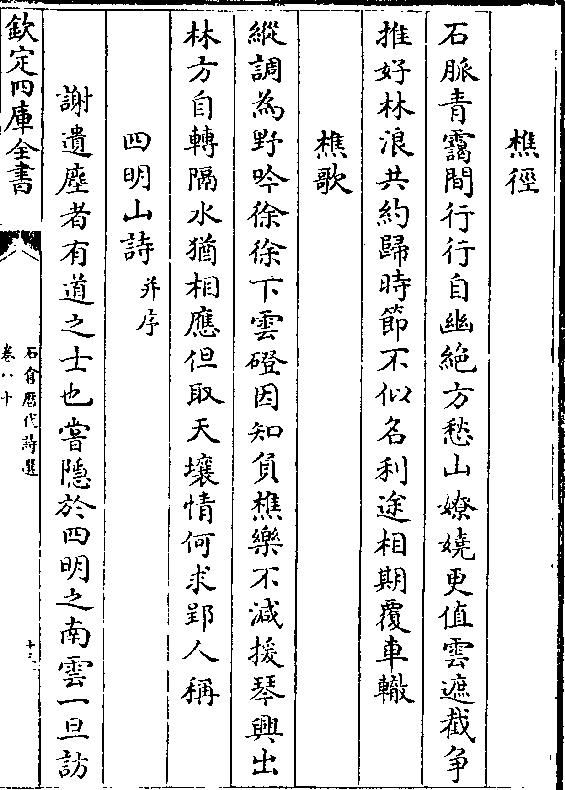 樵徑
石脈青靄間行行自幽絶方愁山嫽嬈更值雲遮截爭
推好林浪共約歸時節不似名利途相期覆車轍
樵歌
縱調為野吟徐徐下雲磴因知負樵樂不減援琴興出
林方自轉隔水猶相應但取天壤情何求郢人稱
四明山詩并序
謝遺塵者有道之士也嘗隱於四明之南雲一旦訪
欽定四庫全書
石倉歷代詩選
卷八十